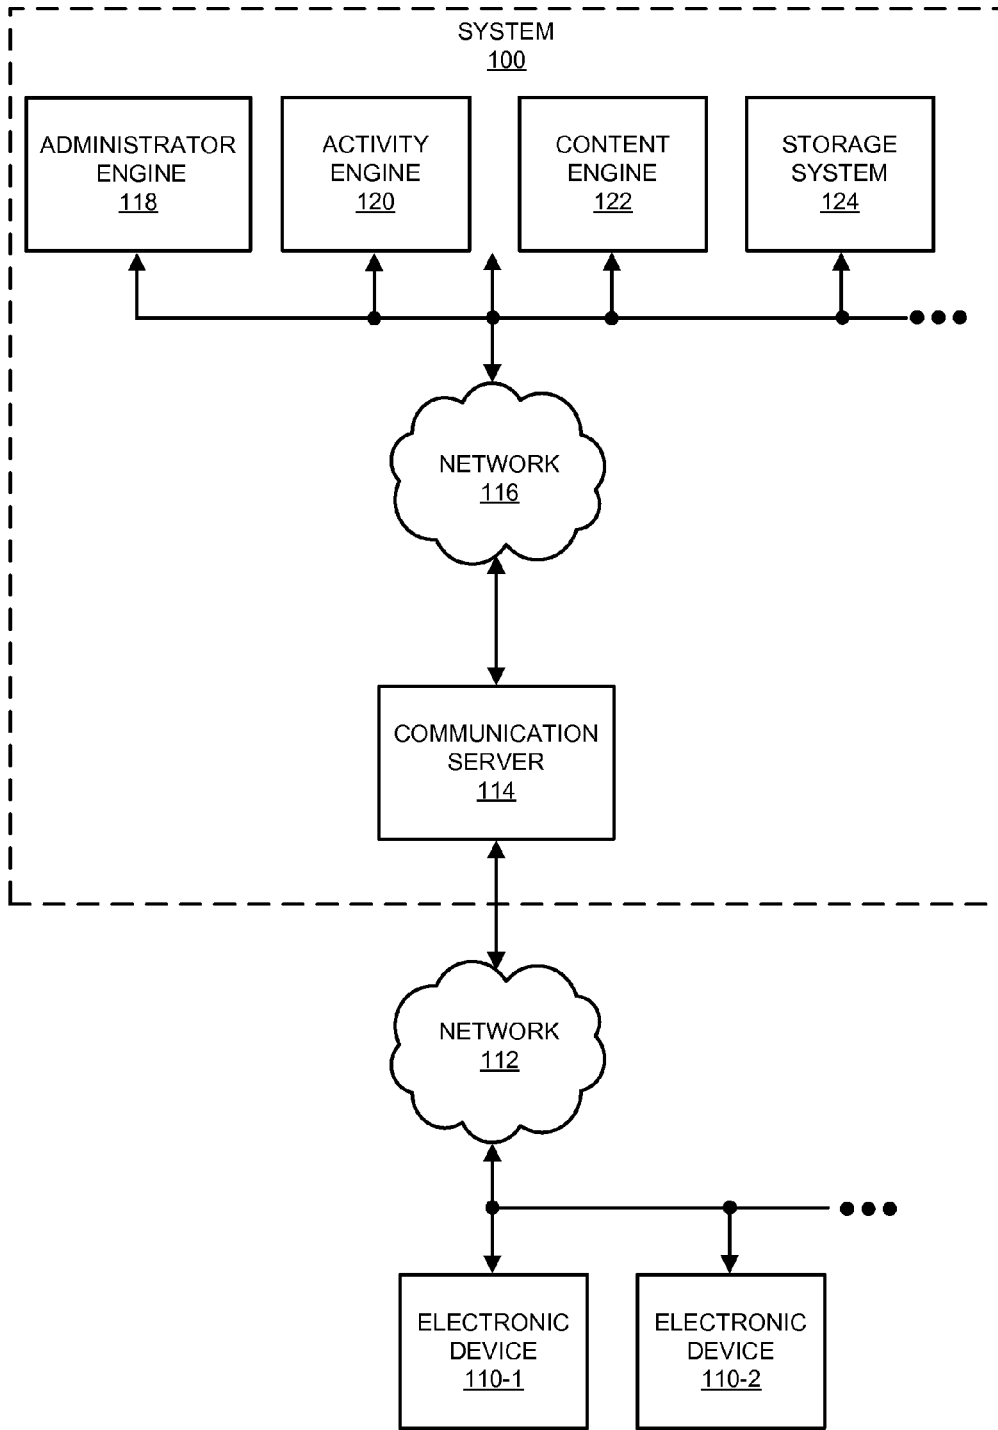 SYSTEM
100
ADMINISTRATOR
ENGINE
118
ACTIVITY
ENGINE
120
CONTENT
ENGINE
122
STORAGE
SYSTEM
124
NETWORK
116
COMMUNICATION
SERVER
114
NETWORK
112
ELECTRONIC
DEVICE
110-1
ELECTRONIC
DEVICE
110-2